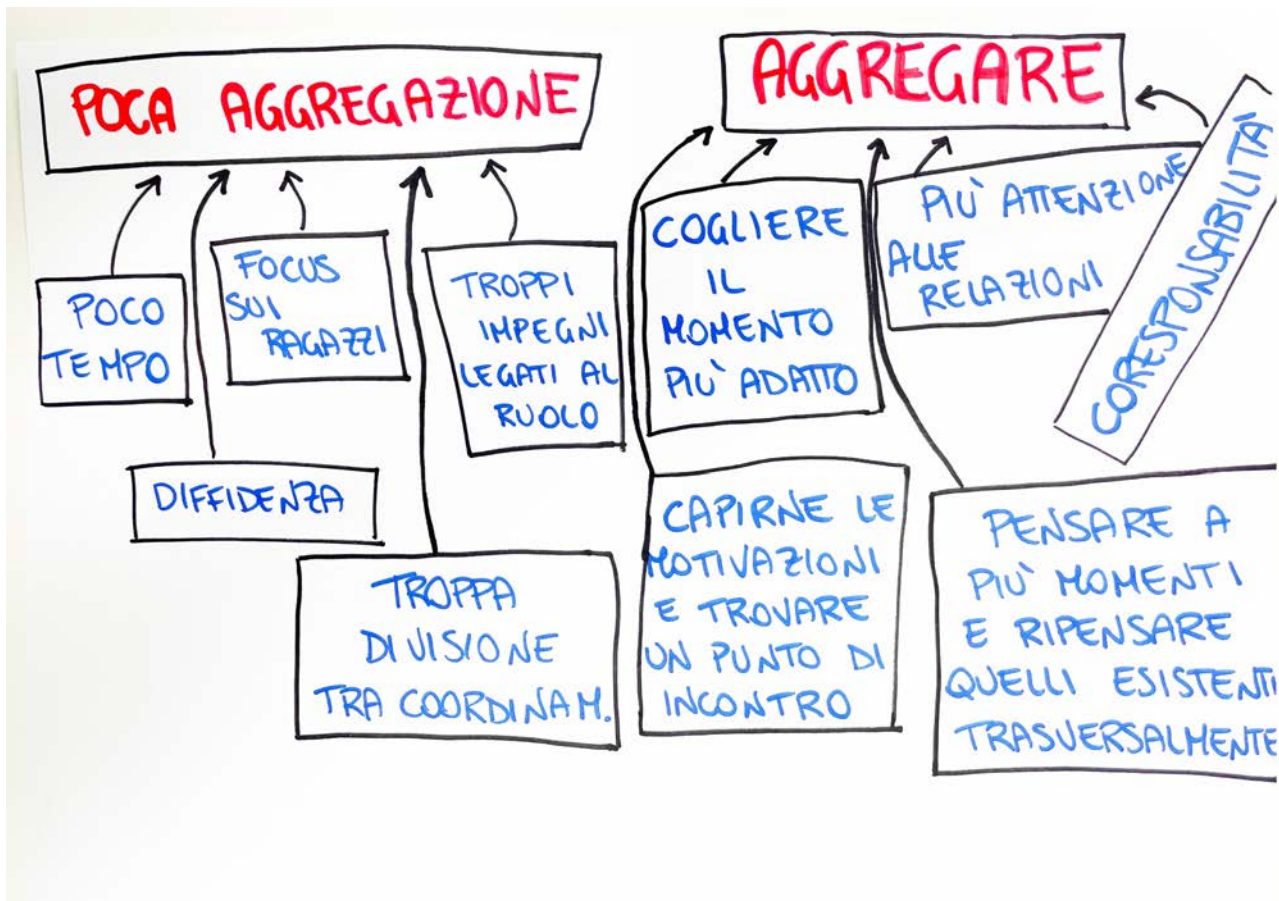 POCA AGGREGAZIONE
POCO
TEMPO
FOCUS
SUI
RAGAZZI
TROPPI
IMPEGNI
LEGATI AL
RUOLO
DIFFIDENZA
TROPPA
DIVISIONE
TRA COORDINAM.
AGGREGARE
COGLIERE
IL
MOMENTO
PIÙ ADATTO
PIÙ ATTENZIONE
ALLE
RELAZIONI
CORESPONSABILITÀ
CAPIRNE LE
MOTIVAZIONI
E TROVARE
UN PUNTO DI
INCONTRO
PENSARE A
PIÙ MOMENTI
E RIPENSARE
QUELLI ESISTENTI
TRASVERSALMENTE